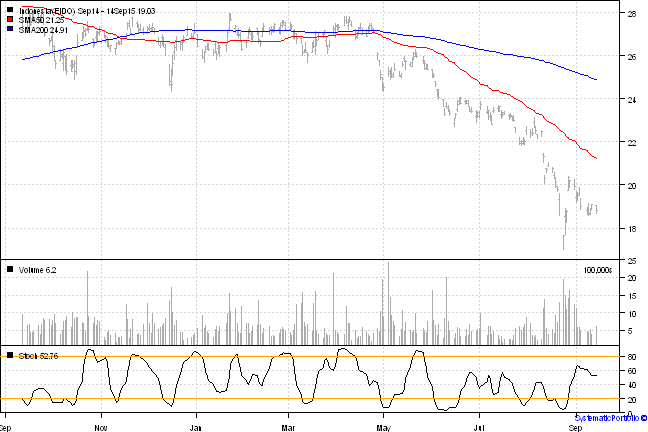 Indonesia(EIDO) Sep14 - 14Sep15 19.03
SMA50 21.25
SMA200 24.91
28
26
24
22
20
18
Volume 6.2
100,000s
25
20
15
10
5
Stoch 52.76
80
60
40
20
0
Sep Nov Jan Mar May Jul Sep
SystematicPortfolio ©